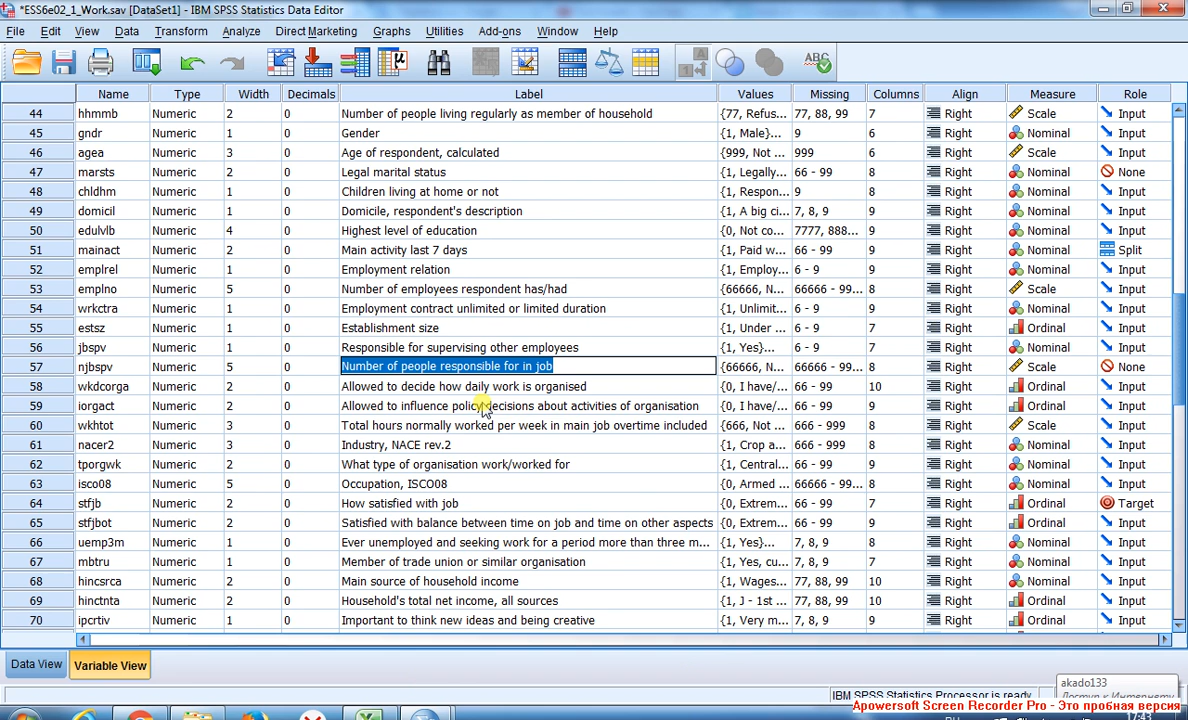 *ESS6e02_1_Work.sav [DataSet1] - IBM SPSS Statistics Data Editor
File Edit View Data Transform Analyze Direct Marketing Graphs Utilities Add-ons Window Help
Name Type Width Decimals Label Values Missing Columns Align Measure Role
44 hhmmb Numeric 2 0 Number of people living regularly as member of household {77, Refus... 77, 88, 99 7 Right Scale Input
45 gndr Numeric 1 0 Gender {1, Male}... 9 6 Right Nominal Input
46 agea Numeric 3 0 Age of respondent, calculated {999, Not ... 999 6 Right Scale Input
47 marsts Numeric 2 0 Legal marital status {1, Legally... 66 - 99 8 Right Nominal None
48 chldhm Numeric 1 0 Children living at home or not {1, Respon... 9 8 Right Nominal Input
49 domicil Numeric 1 0 Domicile, respondent's description {1, A big ci... 7, 8, 9 9 Right Nominal Input
50 edulvlb Numeric 4 0 Highest level of education {0, Not co... 7777, 888... 9 Right Nominal Input
51 mainact Numeric 2 0 Main activity last 7 days {1, Paid w... 66 - 99 9 Right Nominal Split
52 emplrel Numeric 1 0 Employment relation {1, Employ... 6 - 9 9 Right Nominal Input
53 emplno Numeric 5 0 Number of employees respondent has/had {66666, N... 66666 - 99... 8 Right Scale Input
54 wrkctra Numeric 1 0 Employment contract unlimited or limited duration {1, Unlimit... 6 - 9 9 Right Nominal Input
55 estsz Numeric 1 0 Establishment size {1, Under ... 6 - 9 7 Right Ordinal Input
56 jbspv Numeric 1 0 Responsible for supervising other employees {1, Yes}... 6 - 9 7 Right Nominal Input
57 njbspv Numeric 5 0 Number of people responsible for in job {66666, N... 66666 - 99... 8 Right Scale None
58 wkdcorga Numeric 2 0 Allowed to decide how daily work is organised {0, I have/... 66 - 99 10 Right Ordinal Input
59 iorgact Numeric 2 0 Allowed to influence policy decisions about activities of organisation {0, I have/... 66 - 99 9 Right Ordinal Input
60 wkhtot Numeric 2 0 Total hours normally worked per week in main job overtime included {666, Not ... 666 - 999 8 Right Scale Input
61 nacer2 Numeric 3 0 Industry, NACE rev.2 {1, Crop a... 666 - 999 8 Right Nominal Input
62 tporgwk Numeric 2 0 What type of organisation work/worked for {1, Central... 66 - 99 9 Right Nominal Input
63 isco08 Numeric 5 0 Occupation, ISCO08 {0, Armed ... 66666 - 99... 8 Right Nominal Input
64 stfjb Numeric 2 0 How satisfied with job {0, Extrem... 66 - 99 7 Right Ordinal Target
65 stfjbot Numeric 2 0 Satisfied with balance between time on job and time on other aspects {0, Extrem... 66 - 99 9 Right Ordinal Input
66 uemp3m Numeric 1 0 Ever unemployed and seeking work for a period more than three m... {1, Yes}... 7, 8, 9 8 Right Nominal Input
67 mbtru Numeric 1 0 Member of trade union or similar organisation {1, Yes, cu... 7, 8, 9 7 Right Nominal Input
68 hincsrca Numeric 2 0 Main source of household income {1, Wages... 77, 88, 99 10 Right Nominal Input
69 hinctnta Numeric 2 0 Household's total net income, all sources {1, J - 1st ... 77, 88, 99 10 Right Ordinal Input
70 ipcrtiv Numeric 1 0 Important to think new ideas and being creative {1, Very m... 7, 8, 9 9 Right Ordinal Input
Data View Variable View
akado133
IBM SPSS Statistics Processor is ready
Доступ к Интернету
Apowersoft Screen Recorder Pro - Это пробная версия
17:43